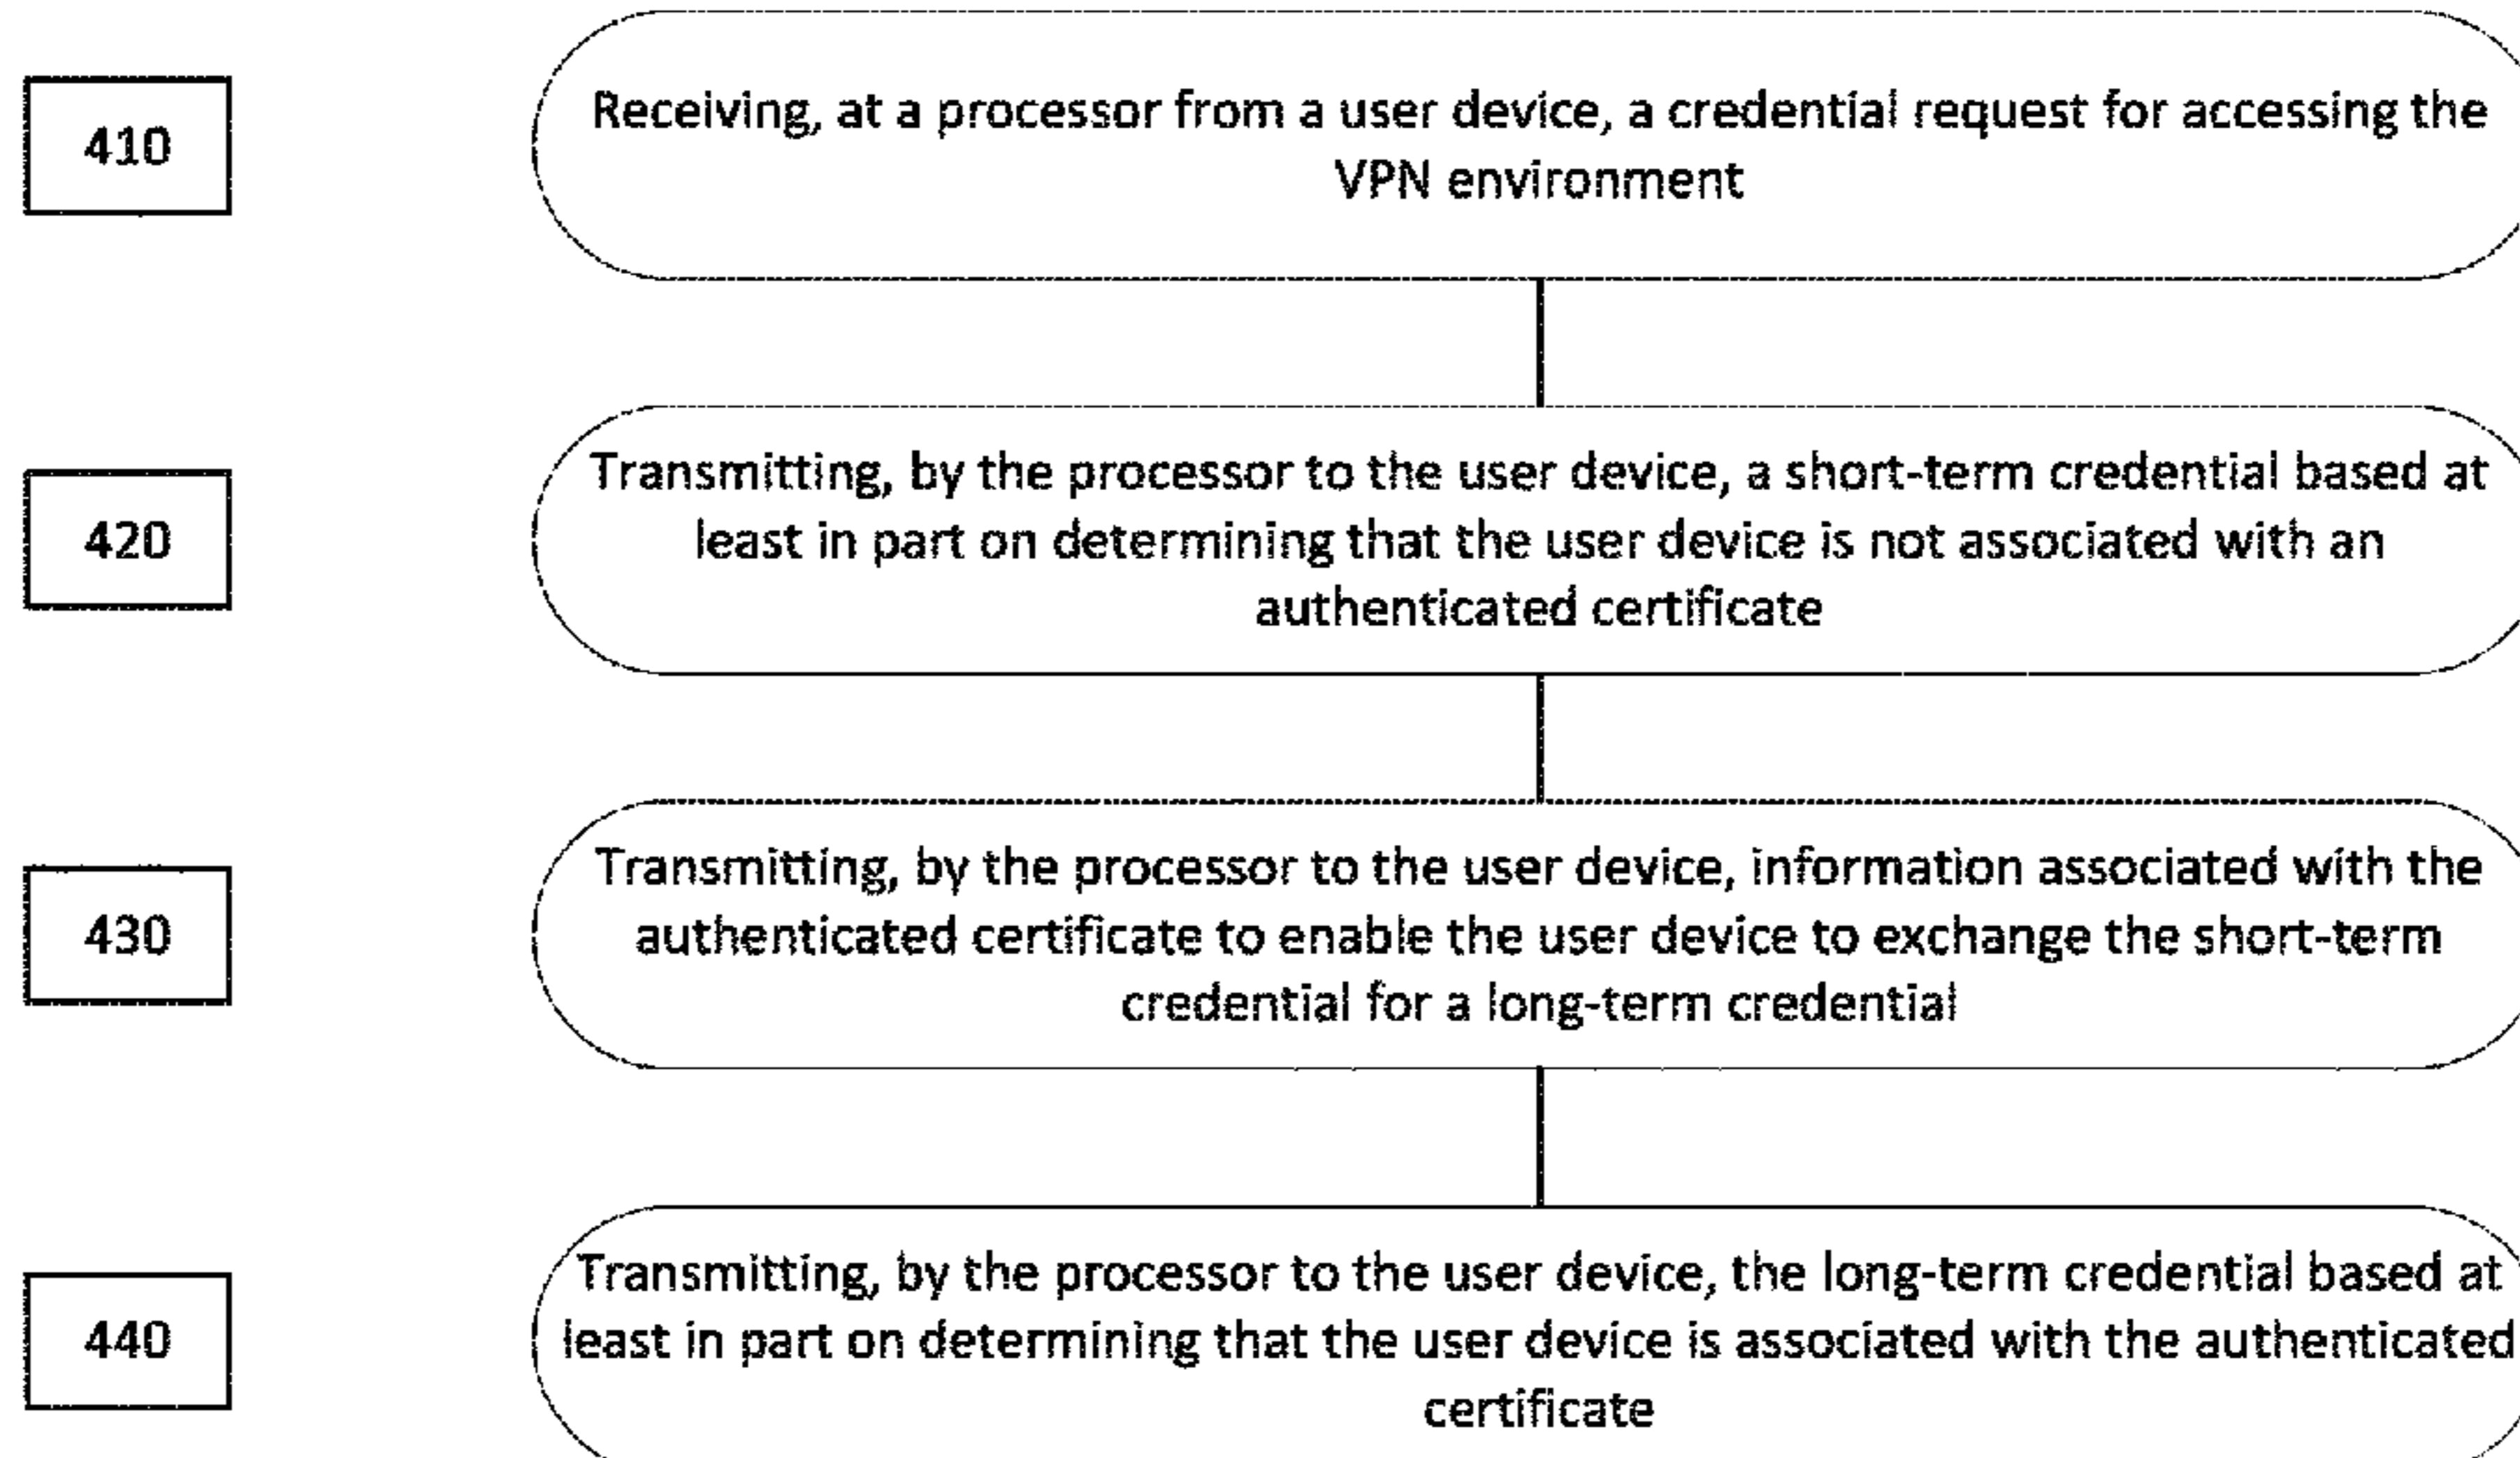 410
Receiving, at a processor from a user device, a credential request for accessing the
VPN environment
420
Transmitting, by the processor to the user device, a short-term credential based at
least in part on determining that the user device is not associated with an
authenticated certificate
430
Transmitting, by the processor to the user device, information associated with the
authenticated certificate to enable the user device to exchange the short-term
credential for a long-term credential
440
Transmitting, by the processor to the user device, the long-term credential based at
least in part on determining that the user device is associated with the authenticated
certificate